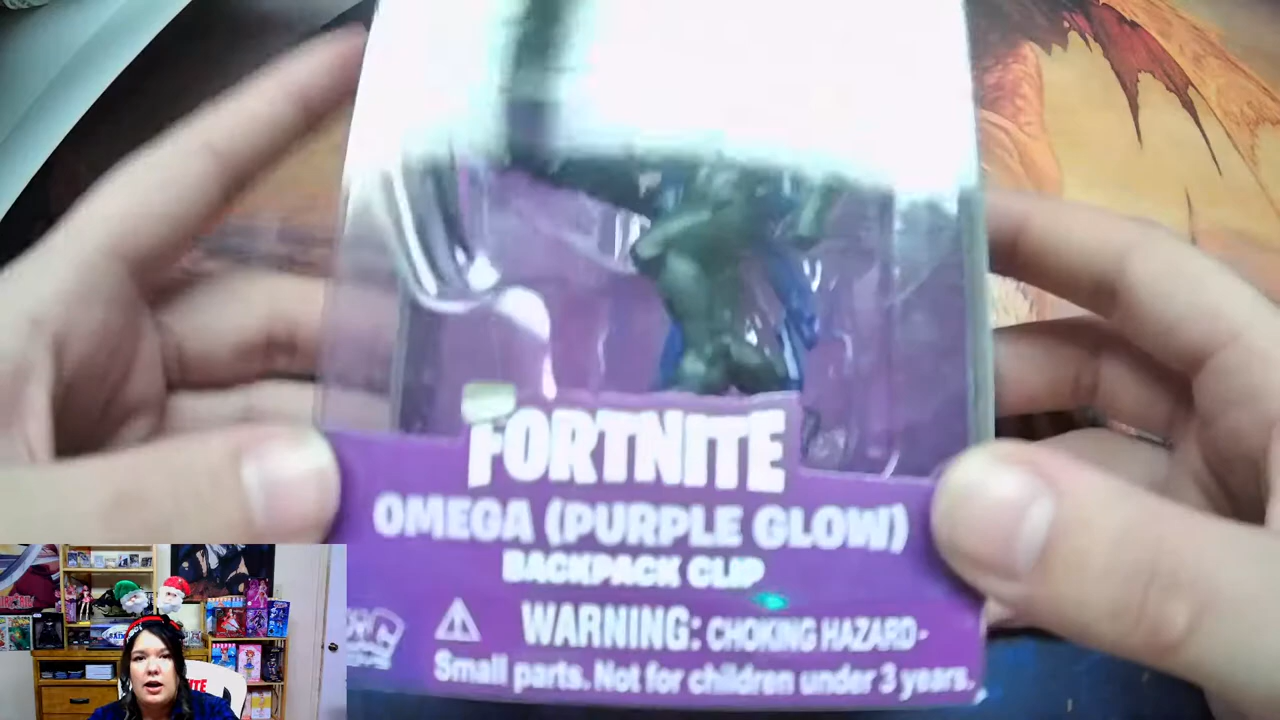 FORTNITE
OMEGA (PURPLE GLOW)
BACKPACK CLIP
WARNING: CHOKING HAZARD-
Small parts. Not for children under 3 years.